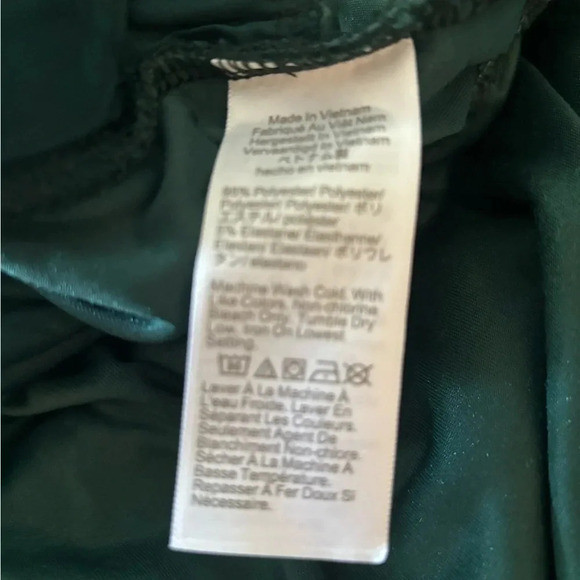 Made In Vietnam
Fabriqué Au Viêt Nam
Hergestellt In Vietnam
Vervaardigd In Vietnam
ベトナム製
hecho en vietnam
95% Polyester/ Polyester/
Polyester/ Polyester/ ポリ
エステル/ poliéster
5% Elastane/ Elasthanne/
Elastan/ Elastaan/ ポリウレ
タン/ elastano
Machine Wash Cold. With
Like Colors. Non-chlorine
Bleach Only. Tumble Dry
Low. Iron On Lowest
Setting.
Laver À La Machine À
L'eau Froide. Laver En
Séparant Les Couleurs.
Seulement Agent De
Blanchiment Non-chlore.
Sécher À La Machine À
Basse Température.
Repasser À Fer Doux Si
Nécessaire.